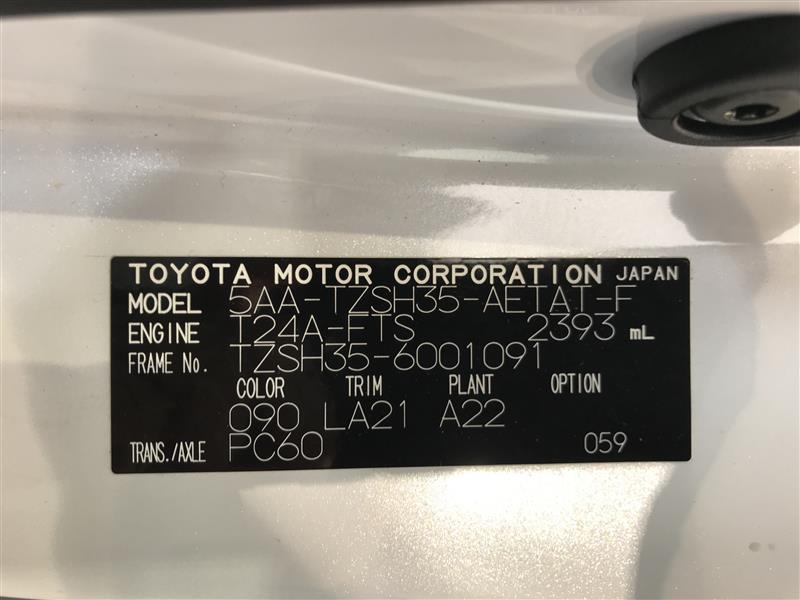 TOYOTA MOTOR CORPORATION JAPAN
MODEL 5AA-TZSH35-AETAT-F
ENGINE T24A-FTS 2393 mL
FRAME No. TZSH35-6001091
COLOR TRIM PLANT OPTION
090 LA21 A22
TRANS./AXLE PC60 059